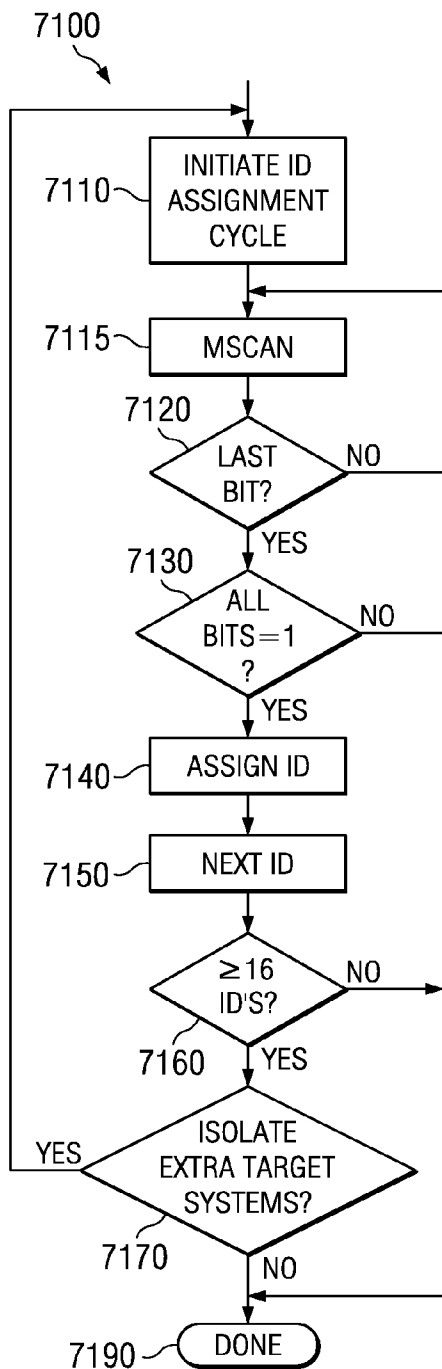 7100
7110
INITIATE ID
ASSIGNMENT
CYCLE
7115
MSCAN
7120
LAST
BIT?
NO
YES
7130
ALL
BITS=1
?
NO
YES
7140
ASSIGN ID
7150
NEXT ID
≥16
ID'S?
NO
7160
YES
YES
ISOLATE
EXTRA TARGET
SYSTEMS?
7170
NO
7190
DONE